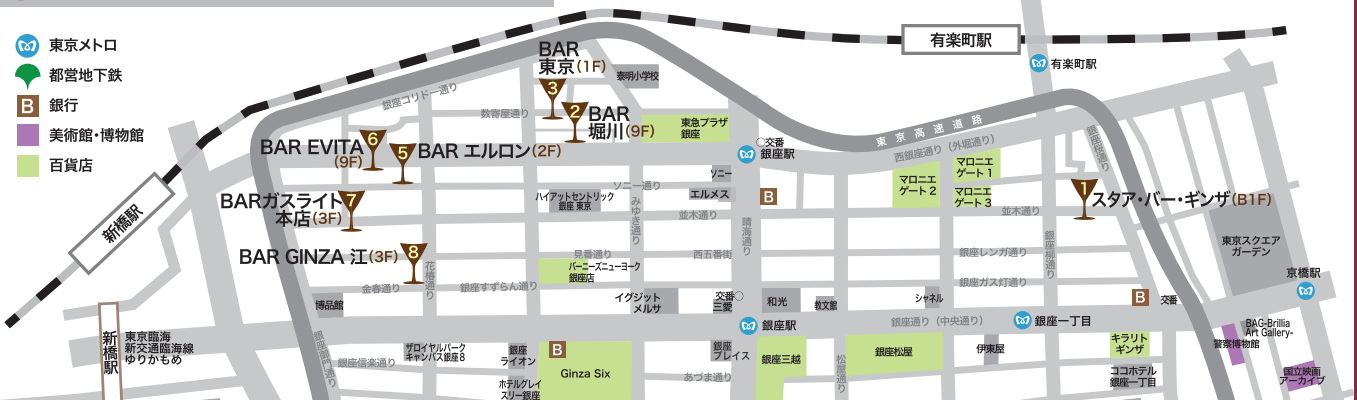 東京メトロ
都営地下鉄
B 銀行
美術館・博物館
百貨店
有楽町駅
有楽町駅
新橋駅
新橋駅
東京臨海
新交通臨海線
ゆりかもめ
BAR
東京(1F)
3
2
BAR
堀川(9F)
泰明小学校
銀座コリドー通り
数寄屋通り
東急プラザ
銀座
交番
銀座駅
東京高速道路
西銀座通り（外堀通り）
銀座桜通り
BAR EVITA
(9F)
6
5
BAR エルロン(2F)
マロニエ
ゲート 2
マロニエ
ゲート 1
マロニエ
ゲート 3
1
スタア・バー・ギンザ(B1F)
BARガスライト
本店(3F)
7
ソニー
ソニー通り
エルメス
B
ハイアットセントリック
銀座 東京
みゆき通り
並木通り
晴海通り
並木通り
銀座柳通り
東京スクエア
ガーデン
BAR GINZA 江(3F)
8
花椿通り
見番通り
西五番街
銀座レンガ通り
バーニーズニューヨーク
銀座店
金春通り
銀座すずらん通り
銀座ガス灯通り
京橋駅
博品館
イグジット
メルサ
交番
三愛
和光
教文館
シャネル
B
交番
銀座駅
銀座通り（中央通り）
銀座一丁目
BAG-Brillia
Art Gallery-
警察博物館
銀座御門通り
銀座信楽通り
ザロイヤルパーク
キャンパス銀座8
銀座
ライオン
B
Ginza Six
ホテルグレイ
スリー銀座
銀座
プレイス
あづま通り
銀座三越
松屋通り
銀座松屋
伊東屋
キラリト
ギンザ
ココホテル
銀座一丁目
国立映画
アーカイブ